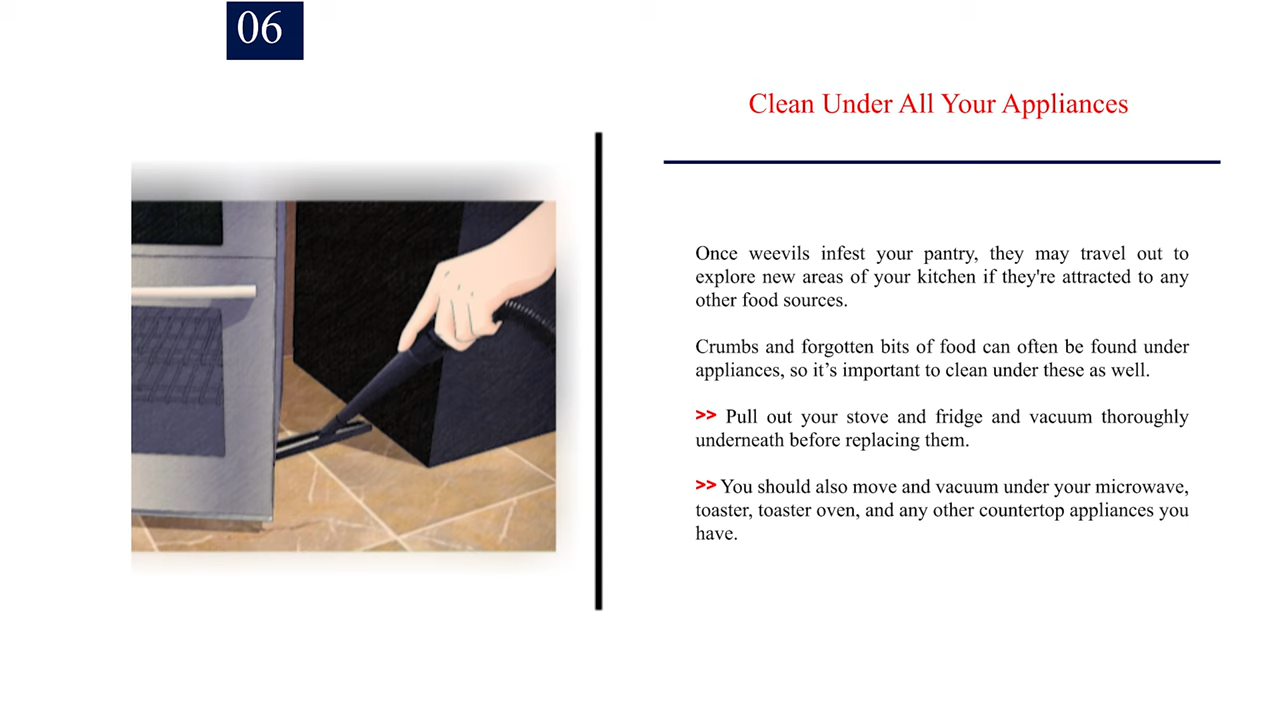 06
Clean Under All Your Appliances
Once weevils infest your pantry, they may travel out to
explore new areas of your kitchen if they're attracted to any
other food sources.
Crumbs and forgotten bits of food can often be found under
appliances, so it’s important to clean under these as well.
>> Pull out your stove and fridge and vacuum thoroughly
underneath before replacing them.
>> You should also move and vacuum under your microwave,
toaster, toaster oven, and any other countertop appliances you
have.